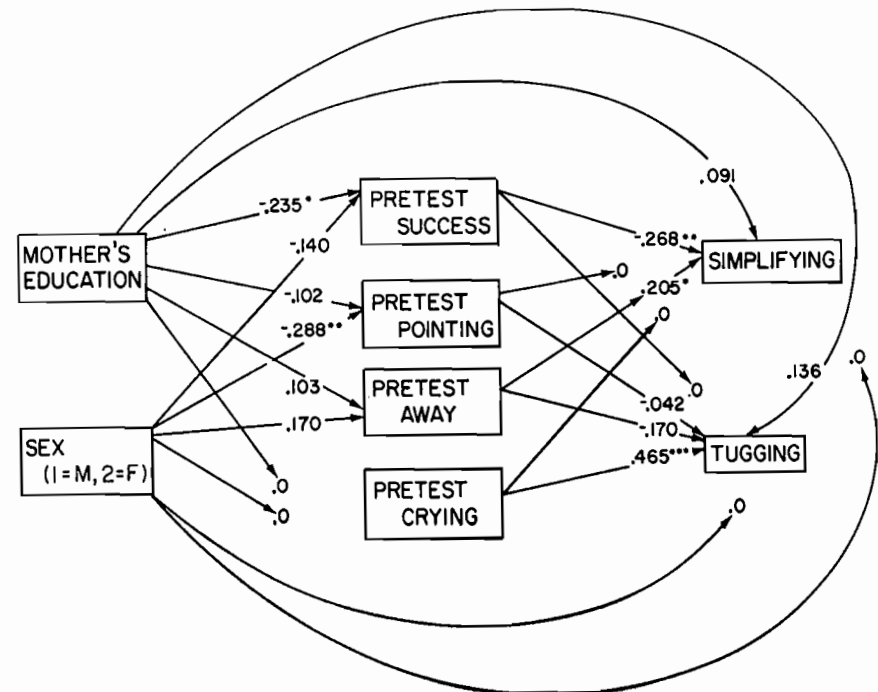 .091
-.235*
PRETEST
SUCCESS
-.140
-.268**
MOTHER'S
EDUCATION
SIMPLIFYING
.0
.205*
-.102
PRETEST
POINTING
-.288**
.0
.103
PRETEST
AWAY
.0
.136
.0
-.042
.170
-.170
SEX
(1=M, 2=F)
.465***
TUGGING
PRETEST
CRYING
.0
.0
.0